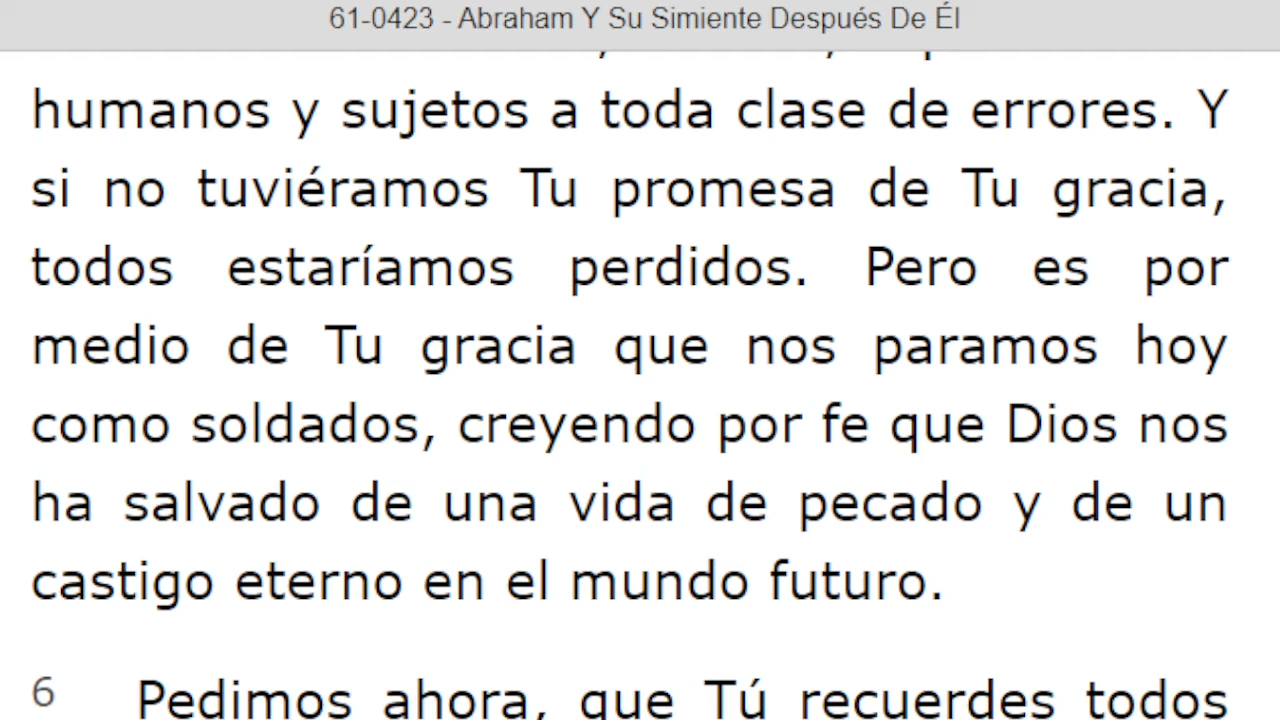 61-0423 - Abraham Y Su Simiente Después De Él
humanos y sujetos a toda clase de errores. Y
si no tuviéramos Tu promesa de Tu gracia,
todos estaríamos perdidos. Pero es por
medio de Tu gracia que nos paramos hoy
como soldados, creyendo por fe que Dios nos
ha salvado de una vida de pecado y de un
castigo eterno en el mundo futuro.
6 Pedimos ahora, que Tú recuerdes todos